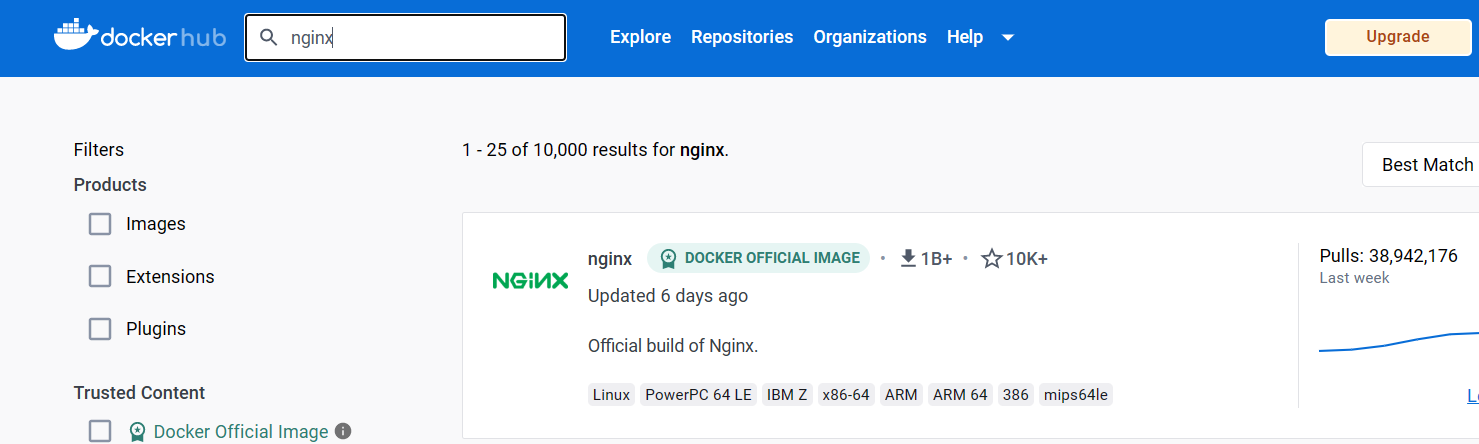 docker hub
nginx
Explore Repositories Organizations Help
Upgrade
Filters
Products
Images
Extensions
Plugins
Trusted Content
Docker Official Image
1 - 25 of 10,000 results for nginx.
Best Match
NGINX
nginx DOCKER OFFICIAL IMAGE • 1B+ • 10K+
Updated 6 days ago
Official build of Nginx.
Linux PowerPC 64 LE IBM Z x86-64 ARM ARM 64 386 mips64le
Pulls: 38,942,176
Last week